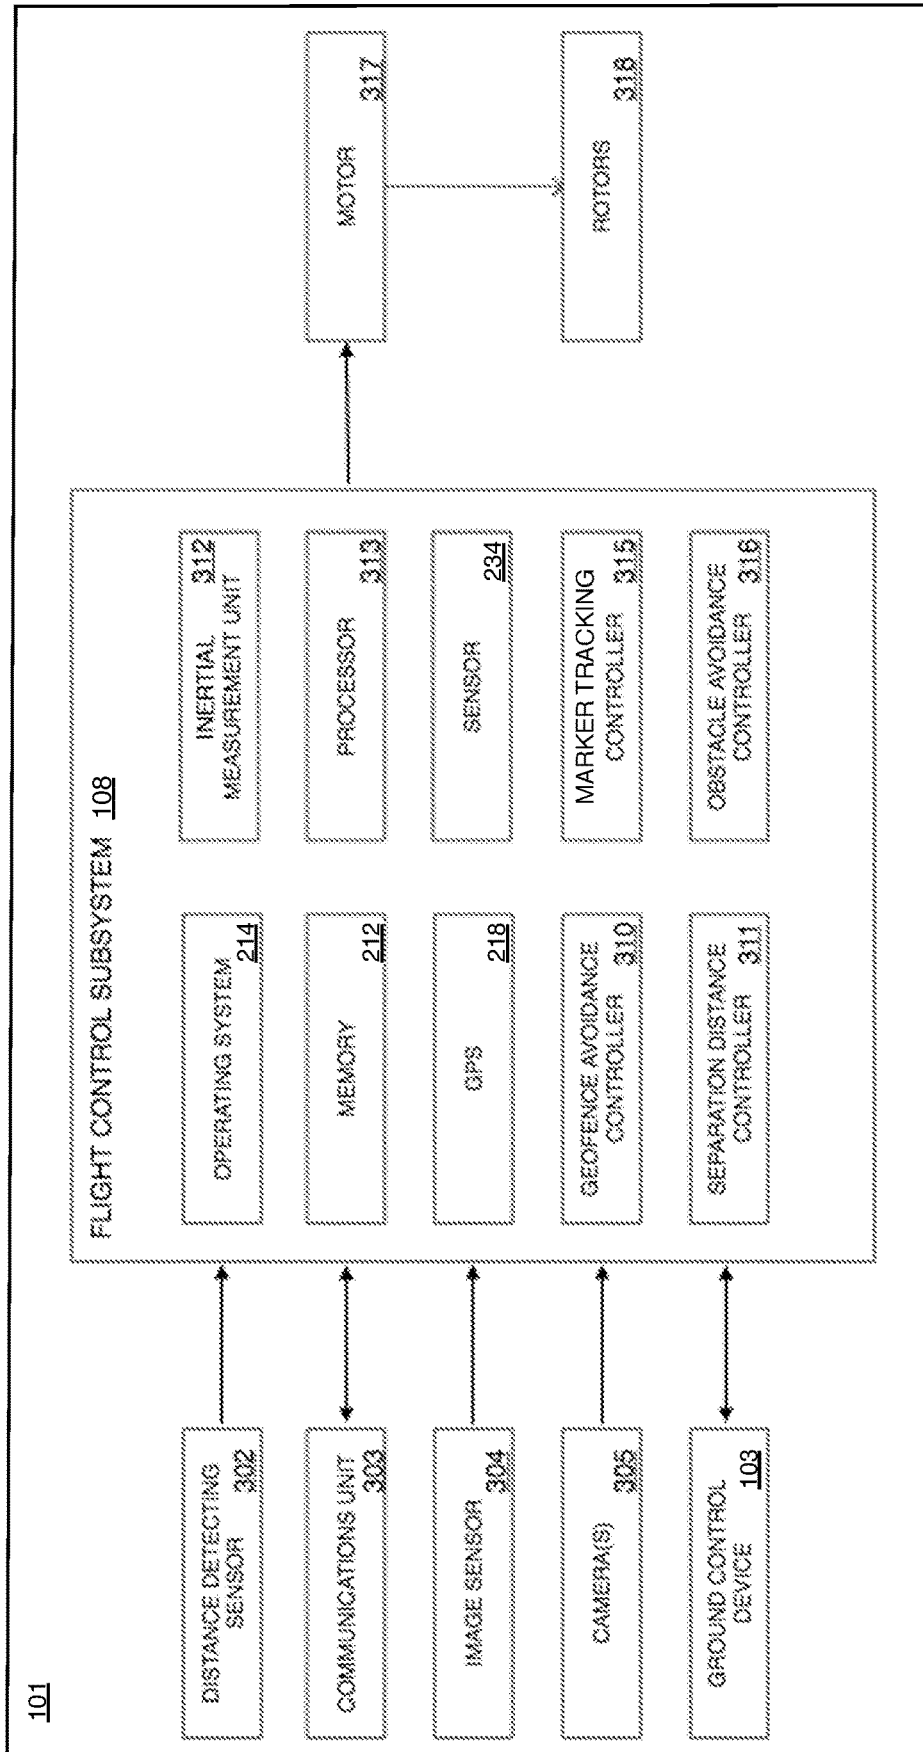 101
DISTANCE DETECTING
SENSOR
302
COMMUNICATIONS UNIT
303
IMAGE SENSOR
304
CAMERA(S)
305
GROUND CONTROL
DEVICE
103
FLIGHT CONTROL SUBSYSTEM 108
OPERATING SYSTEM
214
MEMORY
212
GPS
218
GEOFENCE AVOIDANCE
CONTROLLER
310
SEPARATION DISTANCE
CONTROLLER
311
INERTIAL
MEASUREMENT UNIT
312
PROCESSOR
313
SENSOR
234
MARKER TRACKING
CONTROLLER
315
OBSTACLE AVOIDANCE
CONTROLLER
316
MOTOR
317
ROTORS
318